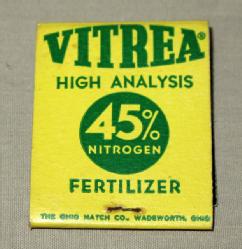 VITREA®
HIGH ANALYSIS
45%
NITROGEN
FERTILIZER
THE OHIO MATCH CO., WADSWORTH, OHIO